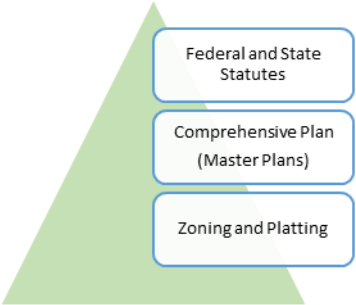 Federal and State
Statutes
Comprehensive Plan
(Master Plans)
Zoning and Platting